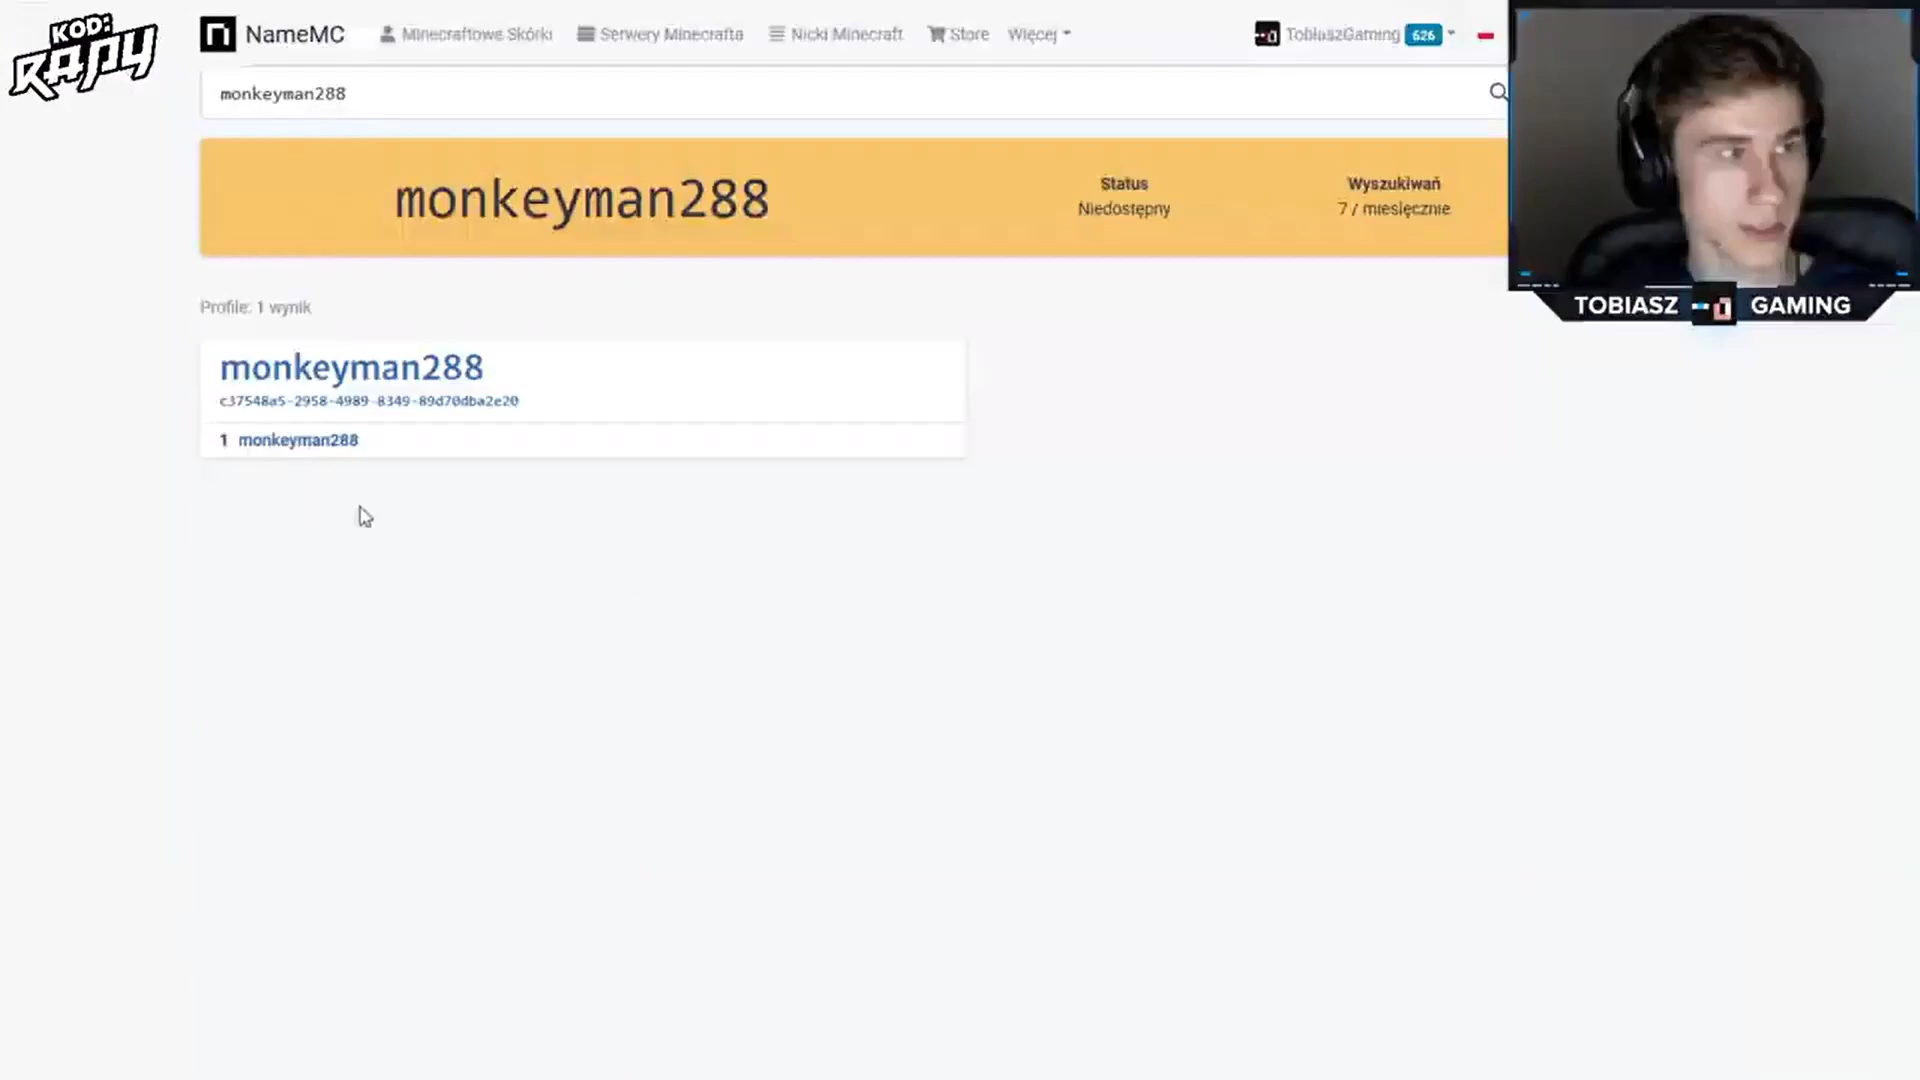 KOD:
RAPY
NameMC
Minecraftowe Skórki
Serwery Minecrafta
Nicki Minecraft
Store
Więcej
TobiaszGaming 626
monkeyman288
monkeyman288
Status
Niedostępny
Wyszukiwań
7 / miesięcznie
TOBIASZ GAMING
Profile: 1 wynik
monkeyman288
c37548a5-2958-4989-8349-89d70dba2e20
1 monkeyman288